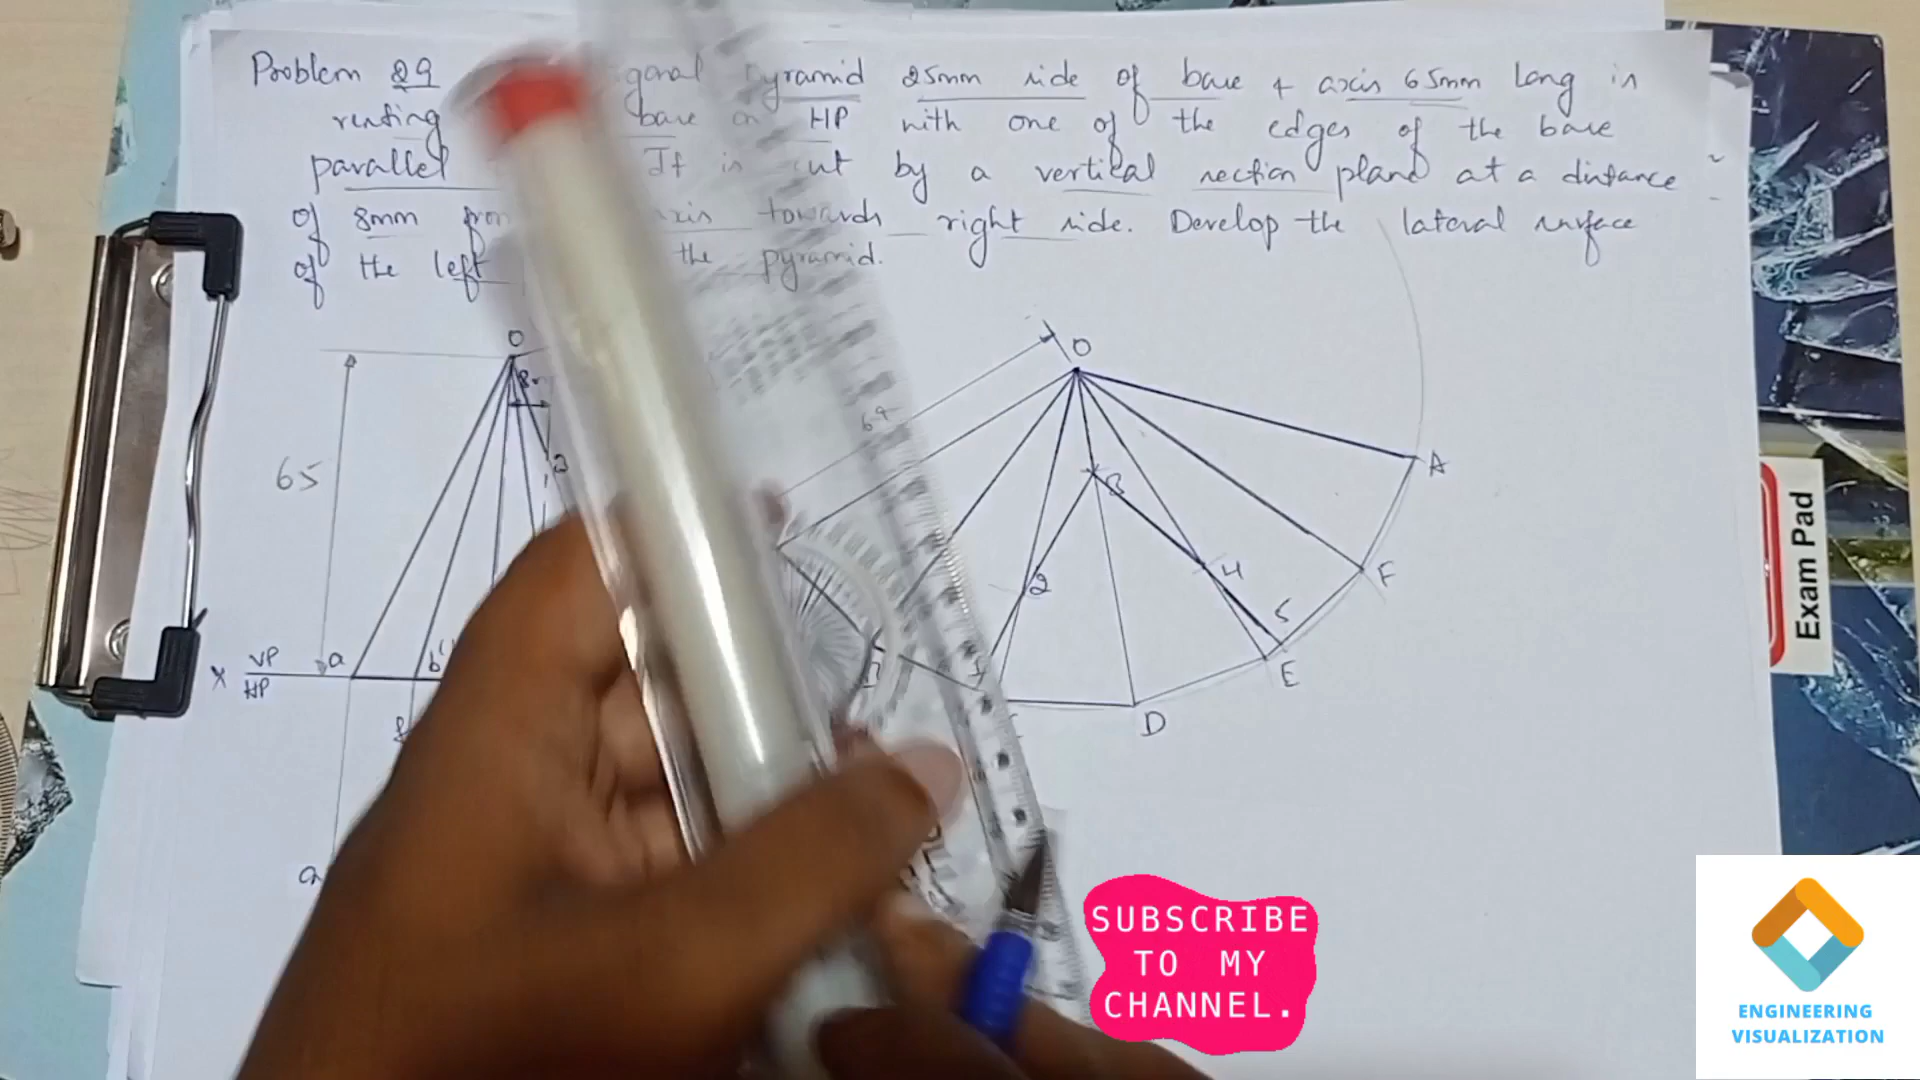 Problem 29 gonal pyramid 25mm side of base & axis 65mm long is
resting base on HP with one of the edges of the base
parallel It is cut by a vertical section plane at a distance
of 8mm from axis towards right side. Develop the lateral surface
of the left the pyramid.
O
O
69
65
A
B
F
2
4
5
E
D
X
VP
HP
a
b'
a
Exam Pad
SUBSCRIBE
TO MY
CHANNEL.
ENGINEERING
VISUALIZATION